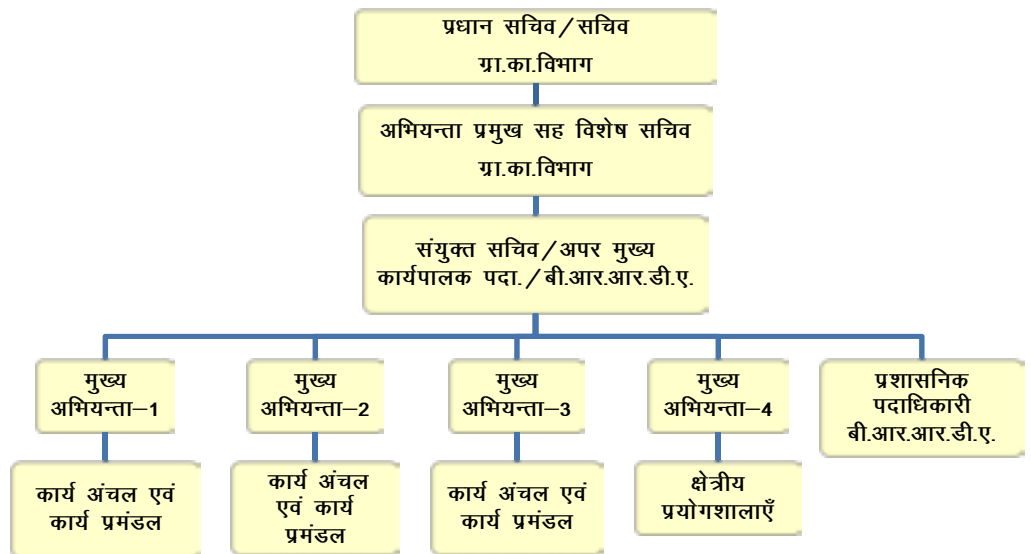 प्रधान सचिव/सचिव
ग्रा.का.विभाग
अभियन्ता प्रमुख सह विशेष सचिव
ग्रा.का.विभाग
संयुक्त सचिव/अपर मुख्य
कार्यपालक पदा./बी.आर.आर.डी.ए.
मुख्य
अभियन्ता–1
मुख्य
अभियन्ता–2
मुख्य
अभियन्ता–3
मुख्य
अभियन्ता–4
प्रशासनिक
पदाधिकारी
बी.आर.आर.डी.ए.
कार्य अंचल एवं
कार्य प्रमंडल
कार्य अंचल
एवं कार्य
प्रमंडल
कार्य अंचल एवं
कार्य प्रमंडल
क्षेत्रीय
प्रयोगशालाएँ